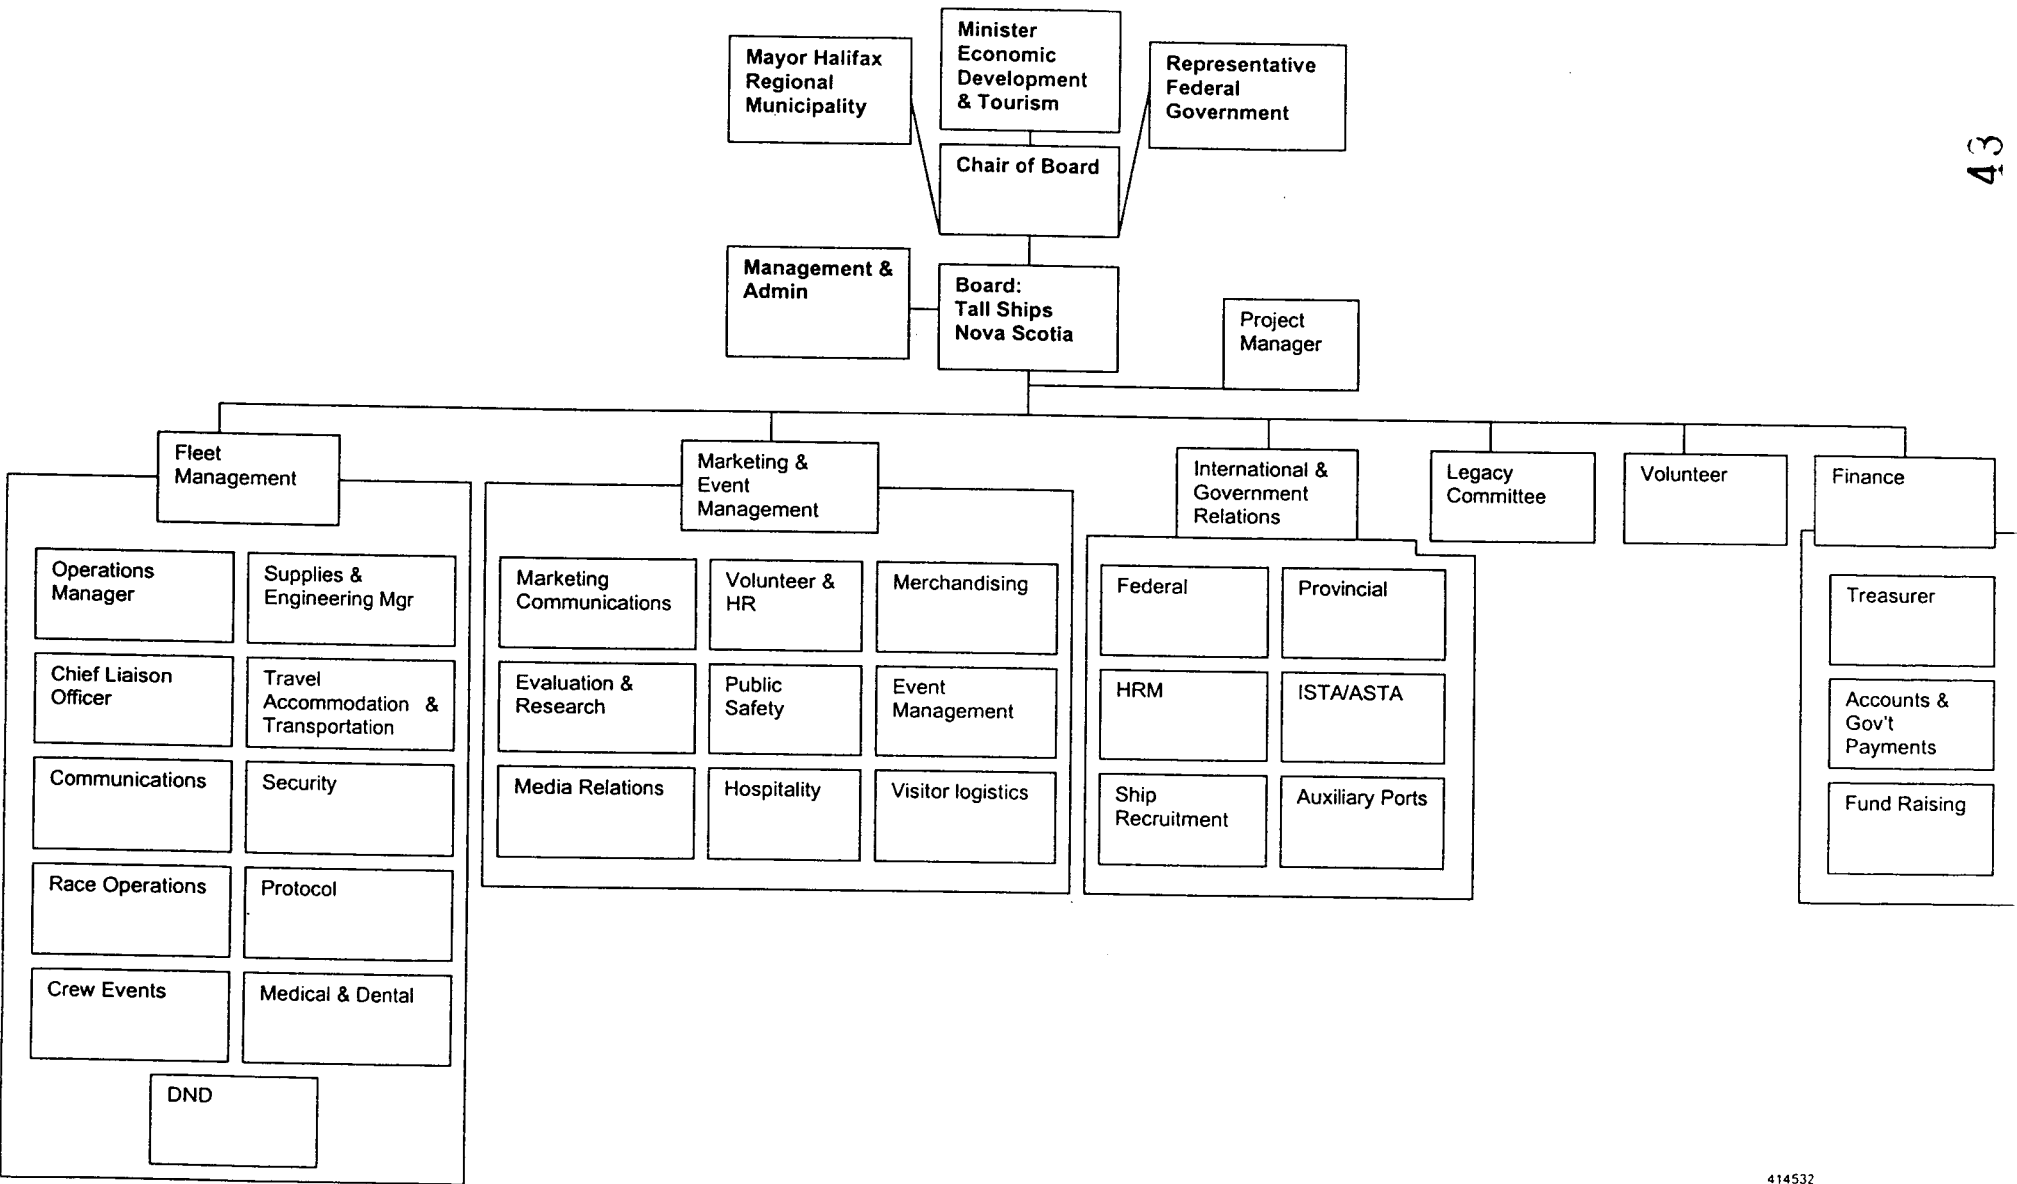 Mayor Halifax
Regional
Municipality
Minister
Economic
Development
& Tourism
Representative
Federal
Government
43
Chair of Board
Management &
Admin
Board:
Tall Ships
Nova Scotia
Project
Manager
Fleet
Management
Marketing &
Event
Management
International &
Government
Relations
Legacy
Committee
Volunteer
Finance
Operations
Manager
Supplies &
Engineering Mgr
Chief Liaison
Officer
Travel
Accommodation &
Transportation
Communications
Security
Race Operations
Protocol
Crew Events
Medical & Dental
DND
Marketing
Communications
Volunteer &
HR
Merchandising
Evaluation &
Research
Public
Safety
Event
Management
Media Relations
Hospitality
Visitor logistics
Federal
Provincial
HRM
ISTA/ASTA
Ship
Recruitment
Auxiliary Ports
Treasurer
Accounts &
Gov't
Payments
Fund Raising
414532